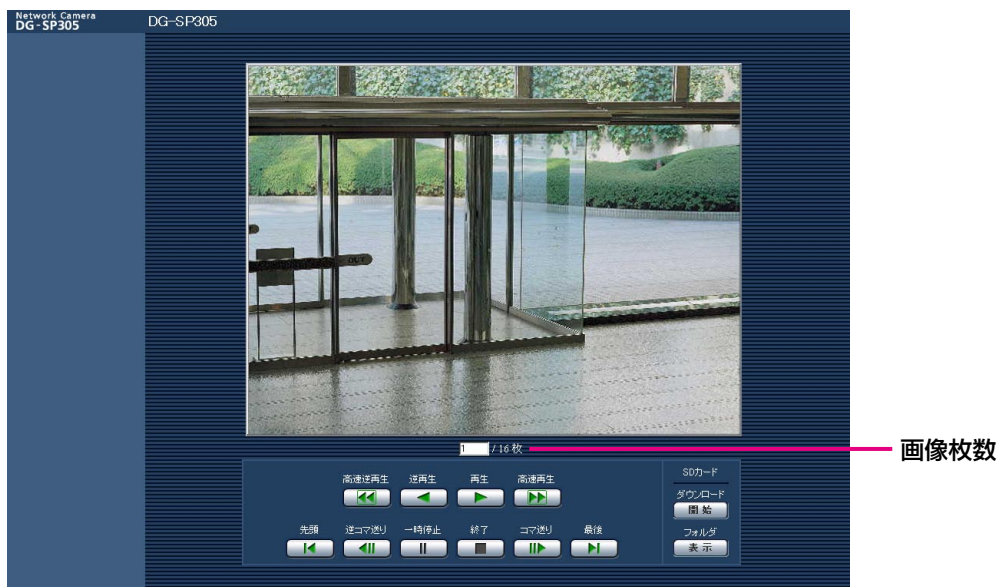 Network Camera
DG-SP305
DG-SP305
OUT
1 / 16 枚
画像枚数
高速逆再生 逆再生 再生 高速再生
先頭 逆コマ送り 一時停止 終了 コマ送り 最後
SDカード
ダウンロード
開 始
フォルダ
表 示